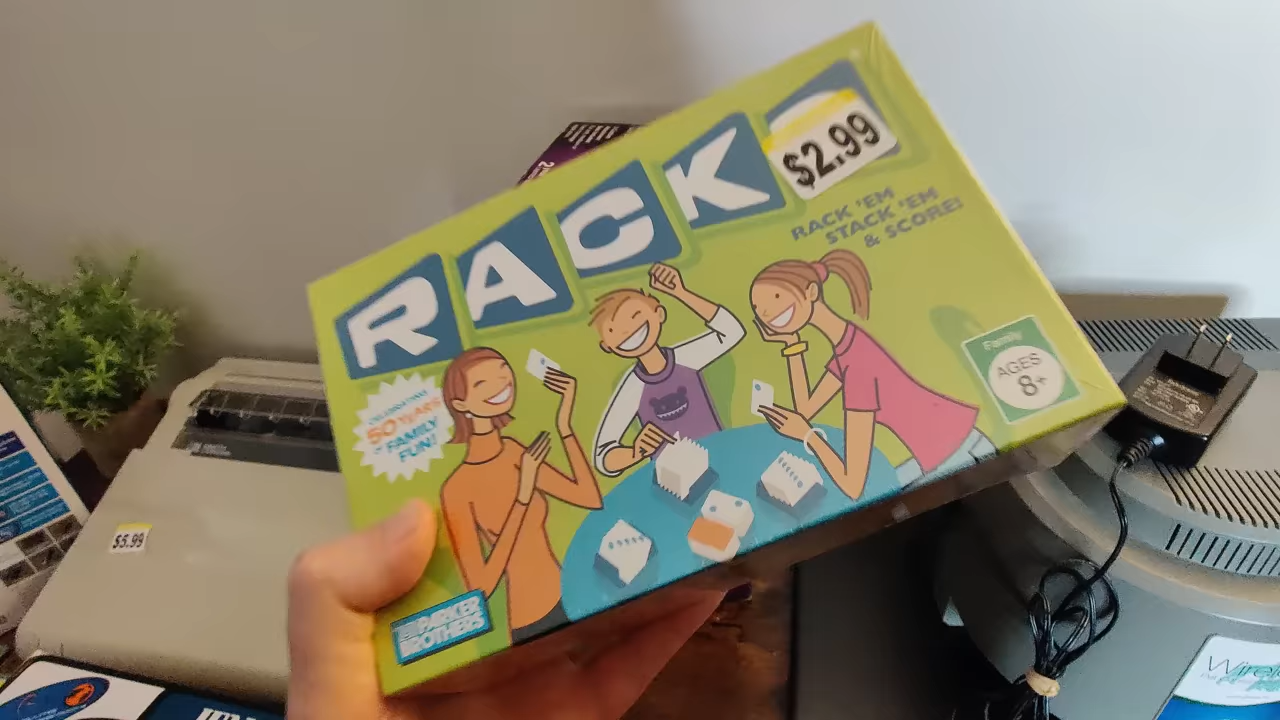 RACK
$2.99
RACK 'EM
STACK 'EM
& SCORE!
CELEBRATING
50 YEARS
OF FAMILY
FUN!
Family
AGES
8+
PARKER
BROTHERS
$5.99